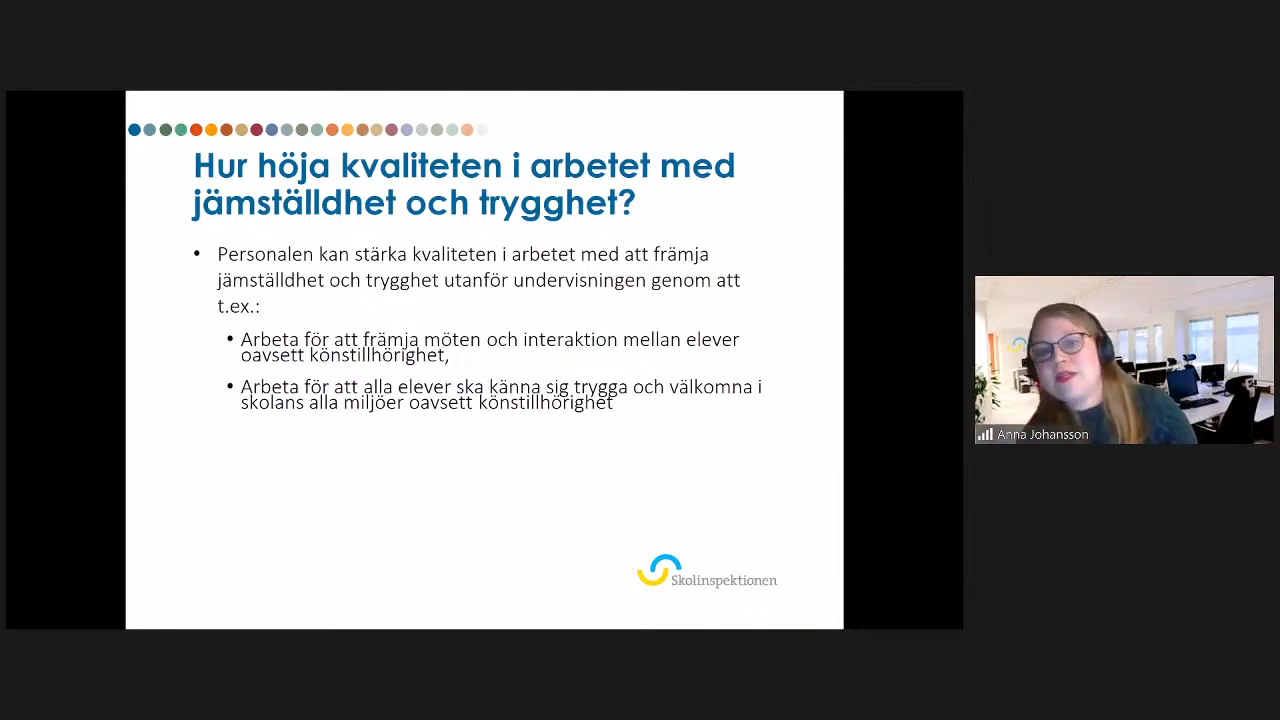 Hur höja kvaliteten i arbetet med
jämställdhet och trygghet?
• Personalen kan stärka kvaliteten i arbetet med att främja
jämställdhet och trygghet utanför undervisningen genom att
t.ex.:
• Arbeta för att främja möten och interaktion mellan elever
oavsett könstillhörighet,
• Arbeta för att alla elever ska känna sig trygga och välkomna i
skolans alla miljöer oavsett könstillhörighet
Skolinspektionen
Anna Johansson